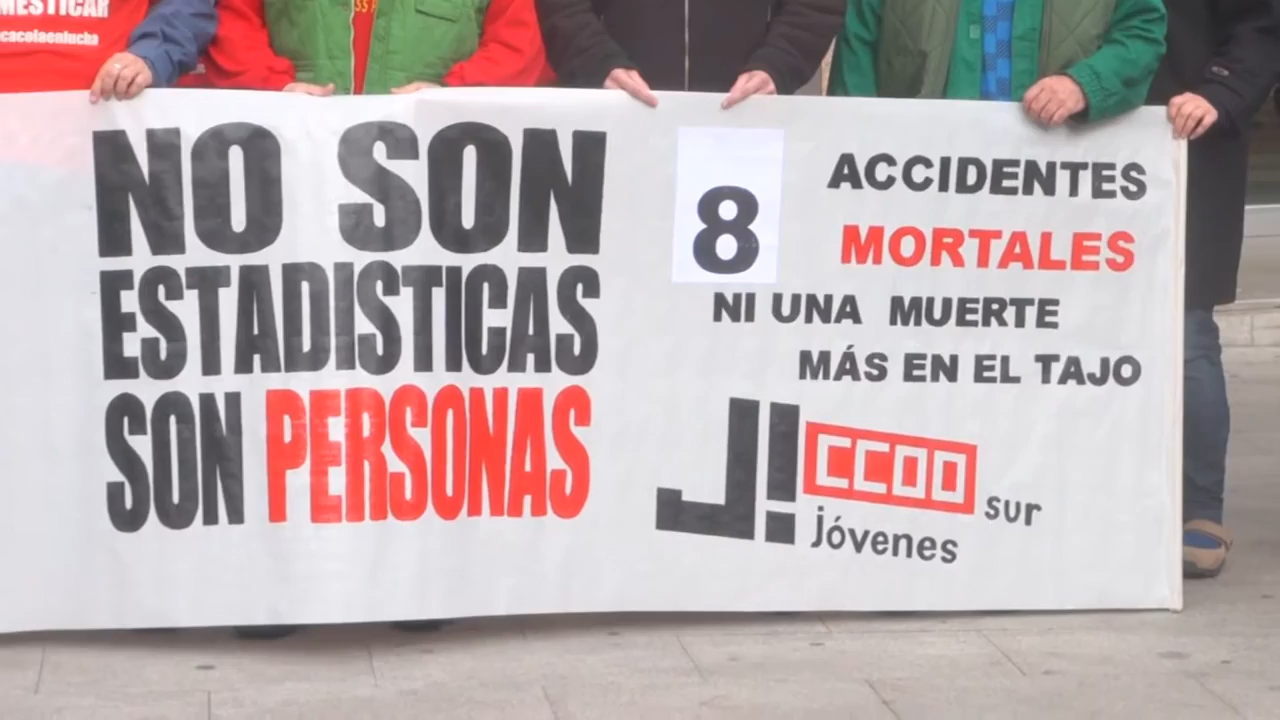 MESTICAR
cacolaenlucha
NO SON
ESTADISTICAS
SON PERSONAS
8
ACCIDENTES
MORTALES
NI UNA MUERTE
MÁS EN EL TAJO
J! CCOO sur
jóvenes